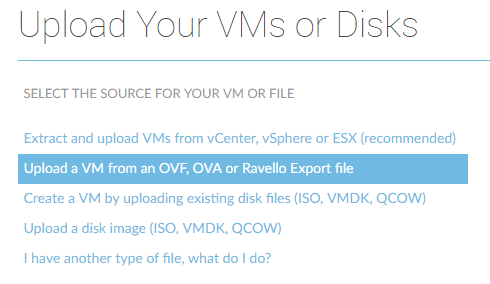 Upload Your VMs or Disks
SELECT THE SOURCE FOR YOUR VM OR FILE
Extract and upload VMs from vCenter, vSphere or ESX (recommended)
Upload a VM from an OVF, OVA or Ravello Export file
Create a VM by uploading existing disk files (ISO, VMDK, QCOW)
Upload a disk image (ISO, VMDK, QCOW)
I have another type of file, what do I do?